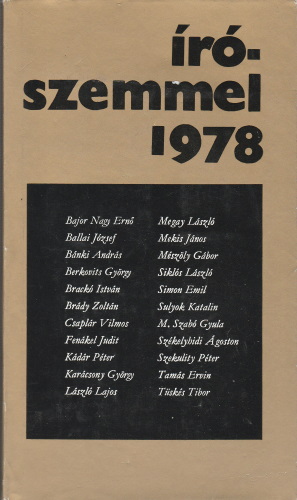 író-
szemmel
1978
Bajor Nagy Ernő
Ballai József
Bánki András
Berkovits György
Brackó István
Brády Zoltán
Csaplár Vilmos
Fenákel Judit
Kádár Péter
Karácsony György
László Lajos
Megay László
Mekis János
Mészöly Gábor
Siklós László
Simon Emil
Sulyok Katalin
M. Szabó Gyula
Székelyhidi Ágoston
Szekulity Péter
Tamás Ervin
Tüskés Tibor